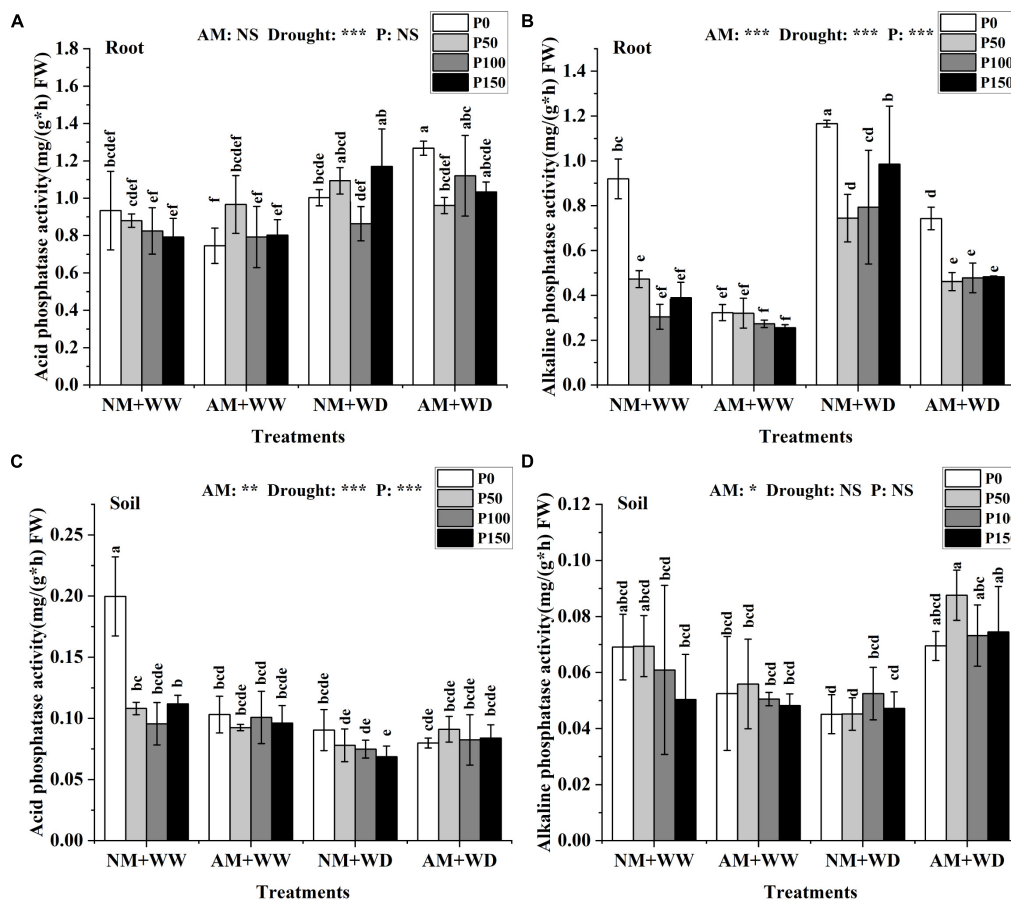 A
P0
P50
P100
P150
AM: NS Drought: *** P: NS
Root
Acid phosphatase activity(mg/(g*h) FW)
1.8
1.6
1.4
1.2
1.0
0.8
0.6
0.4
0.2
0.0
bcdef
cdef
ef
ef
f
bcdef
ef
ef
bcde
abcd
def
ab
a
bcdef
abc
abcde
NM+WW
AM+WW
NM+WD
AM+WD
Treatments
B
P0
P50
P100
P150
AM: *** Drought: *** P: ***
Root
Alkaline phosphatase activity(mg/(g*h) FW)
1.4
1.2
1.0
0.8
0.6
0.4
0.2
0.0
bc
e
ef
ef
ef
ef
f
f
a
d
cd
b
d
e
e
e
NM+WW
AM+WW
NM+WD
AM+WD
Treatments
C
P0
P50
P100
P150
AM: ** Drought: *** P: ***
Soil
Acid phosphatase activity(mg/(g*h) FW)
0.25
0.20
0.15
0.10
0.05
0.00
a
bc
bcde
b
bcd
bcde
bcd
bcde
bcde
de
de
e
cde
bcde
bcde
bcde
NM+WW
AM+WW
NM+WD
AM+WD
Treatments
D
P0
P50
P100
P150
AM: * Drought: NS P: NS
Soil
Alkaline phosphatase activity(mg/(g*h) FW)
0.12
0.10
0.08
0.06
0.04
0.02
0.00
abcd
abcd
bcd
bcd
bcd
bcd
bcd
bcd
d
d
bcd
cd
abcd
a
abc
ab
NM+WW
AM+WW
NM+WD
AM+WD
Treatments